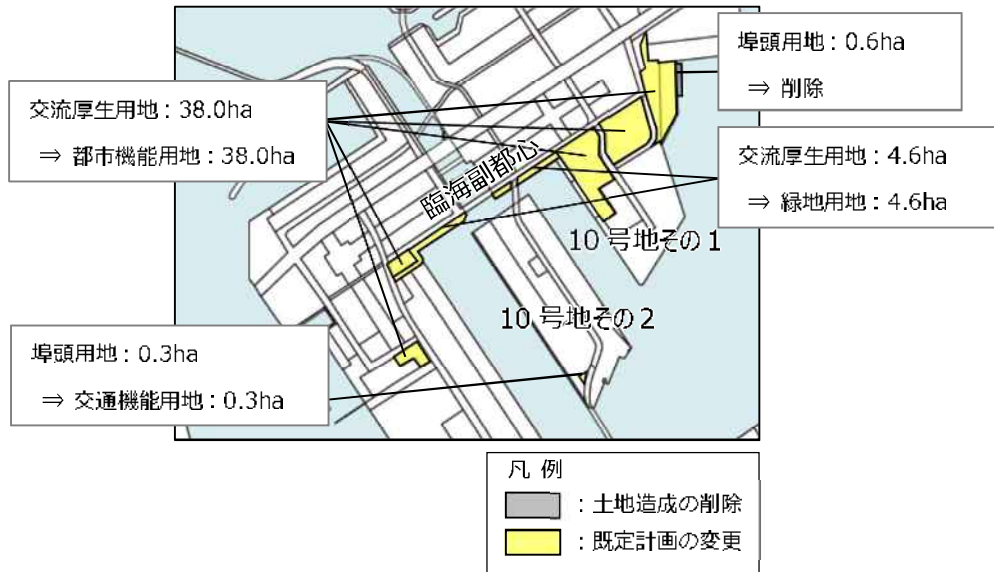 埠頭用地：0.6ha
⇒ 削除
交流厚生用地：38.0ha
⇒ 都市機能用地：38.0ha
交流厚生用地：4.6ha
⇒ 緑地用地：4.6ha
臨海副都心
10 号地その1
10 号地その2
埠頭用地：0.3ha
⇒ 交通機能用地：0.3ha
凡 例
：土地造成の削除
：既定計画の変更